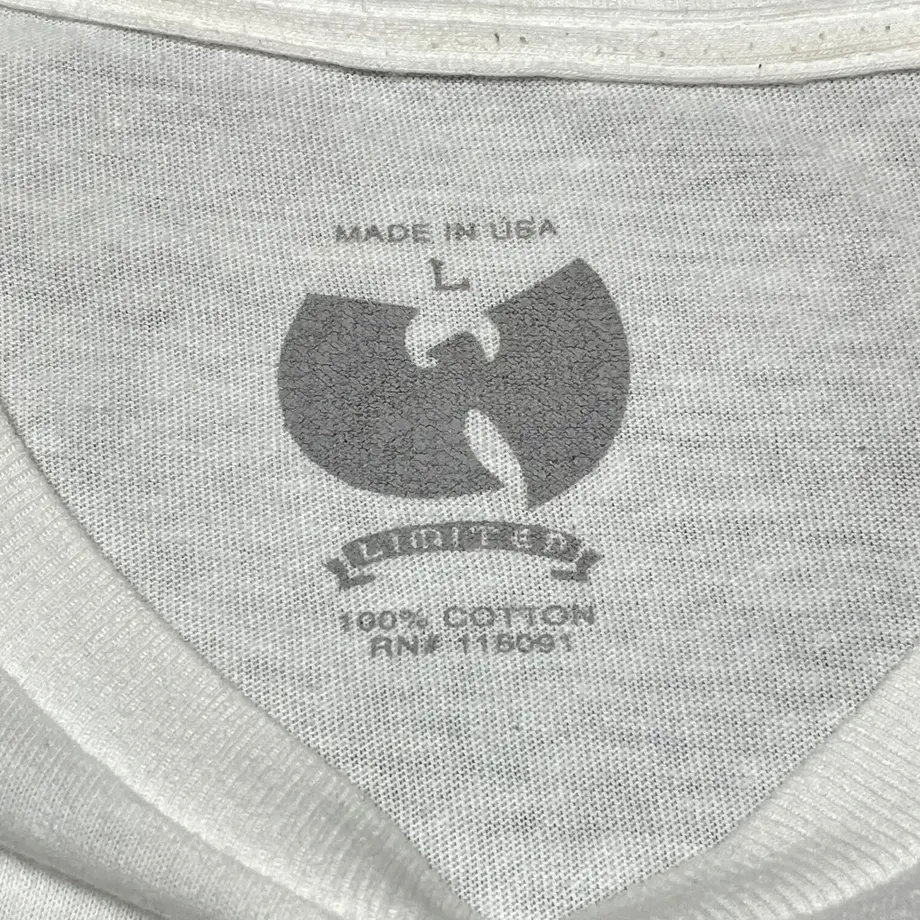 MADE IN USA
L
LIMITED
100% COTTON
RN# 116091